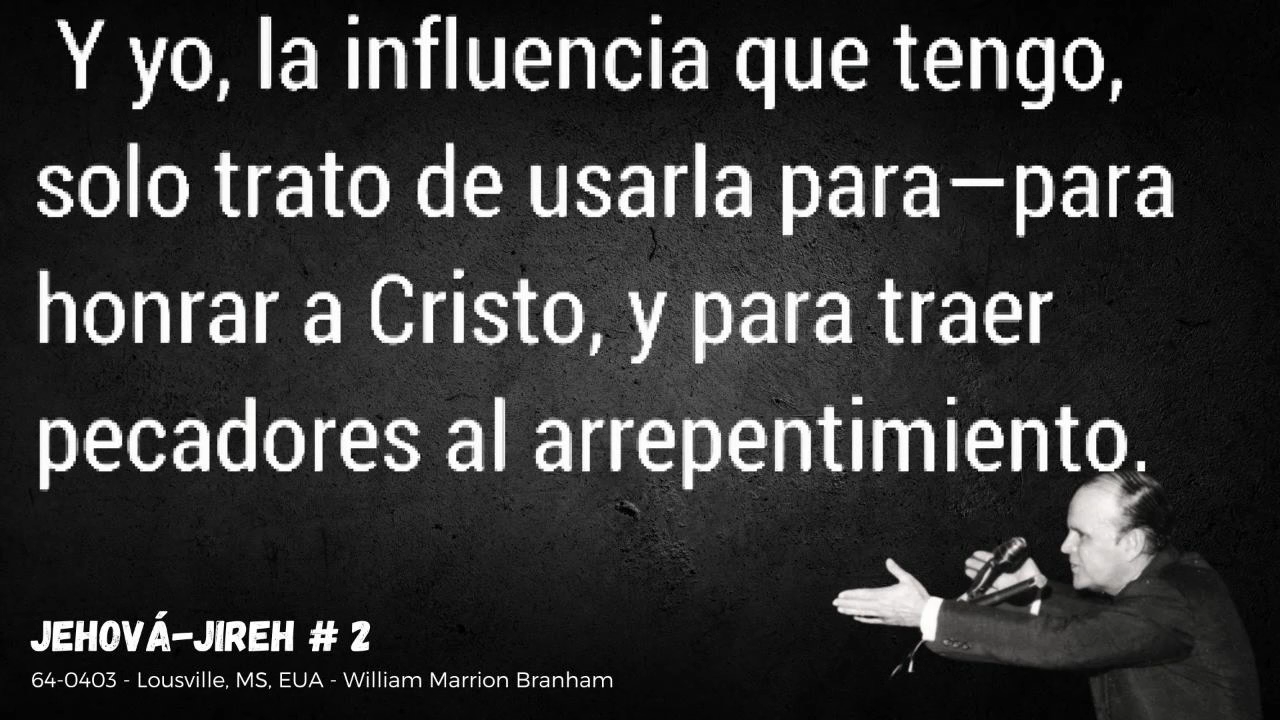 Y yo, la influencia que tengo,
solo trato de usarla para—para
honrar a Cristo, y para traer
pecadores al arrepentimiento.
JEHOVÁ-JIREH # 2
64-0403 - Lousville, MS, EUA - William Marrion Branham